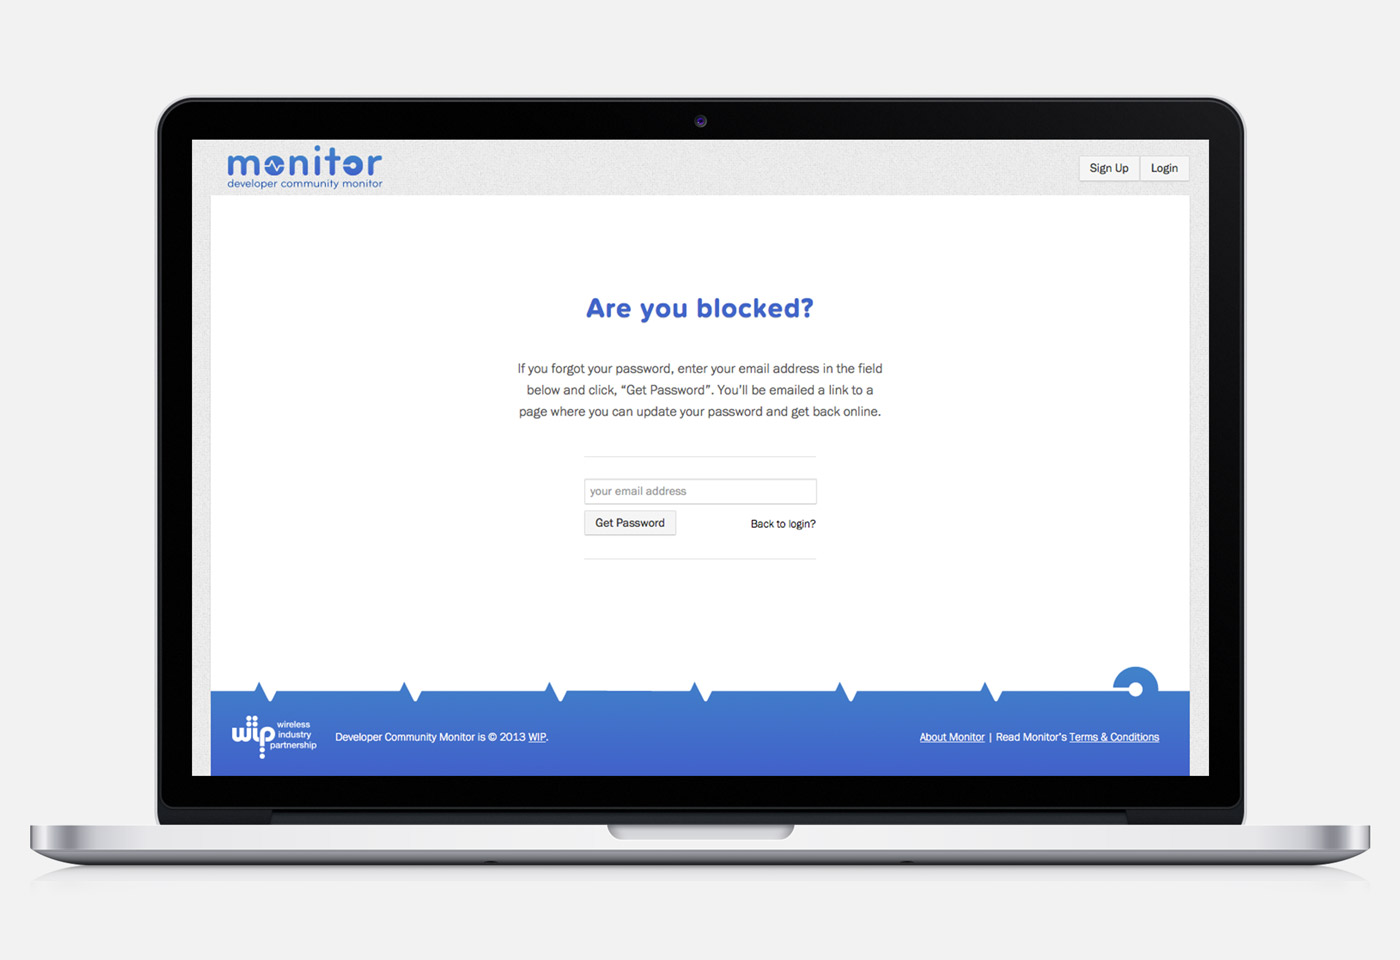 monitor
developer community monitor
Sign Up
Login
Are you blocked?
If you forgot your password, enter your email address in the field
below and click, “Get Password”. You’ll be emailed a link to a
page where you can update your password and get back online.
your email address
Get Password
Back to login?
wip
wireless
industry
partnership
Developer Community Monitor is © 2013 WIP.
About Monitor | Read Monitor’s Terms & Conditions